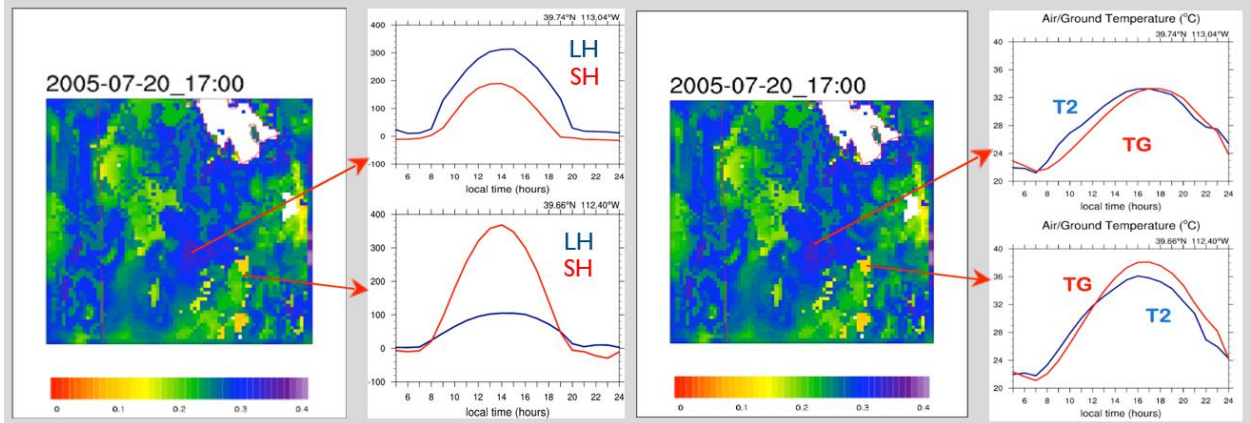 2005-07-20_17:00
0 0.1 0.2 0.3 0.4
39.74°N 113.04°W
400
300
200
100
0
-100
LH
SH
6 8 10 12 14 16 18 20 22 24
local time (hours)
39.66°N 112.40°W
400
300
200
100
0
-100
LH
SH
6 8 10 12 14 16 18 20 22 24
local time (hours)
2005-07-20_17:00
0 0.1 0.2 0.3 0.4
Air/Ground Temperature (°C)
39.74°N 113.04°W
40
36
32
28
24
20
T2
TG
6 8 10 12 14 16 18 20 22 24
local time (hours)
Air/Ground Temperature (°C)
39.66°N 112.40°W
40
36
32
28
24
20
TG
T2
6 8 10 12 14 16 18 20 22 24
local time (hours)